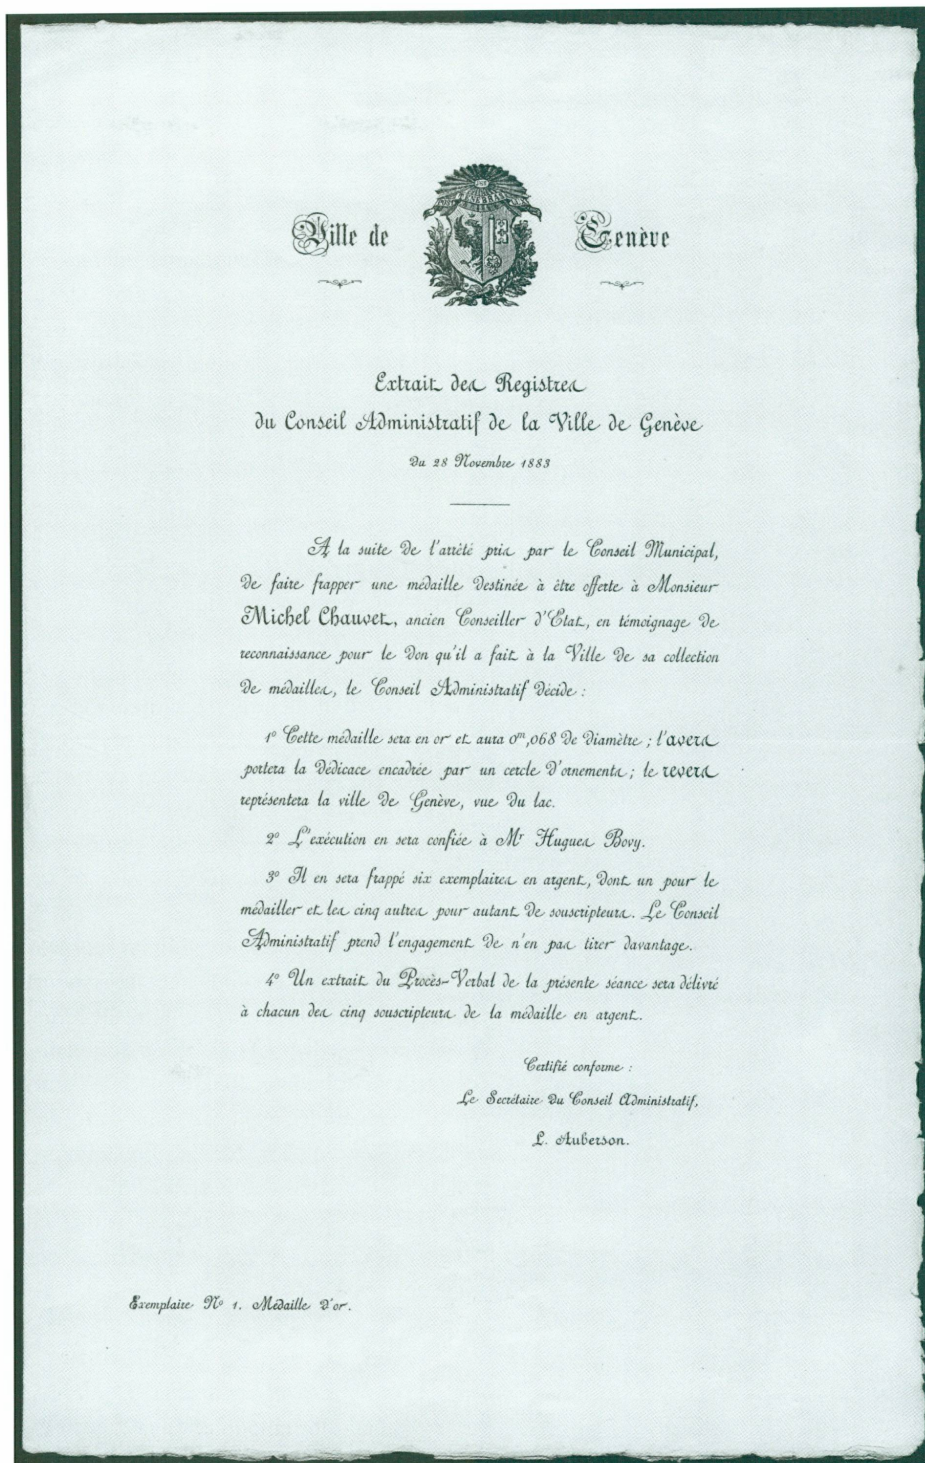 Ville de Genève
Extrait des Registres
du Conseil Administratif de la Ville de Genève
Du 28 Novembre 1883
A la suite de l'arrêté pris par le Conseil Municipal,
de faire frapper une médaille destinée à être offerte à Monsieur
Michel Chauvet, ancien Conseiller d'Etat, en témoignage de
reconnaissance pour le don qu'il a fait à la Ville de sa collection
de médailles, le Conseil Administratif décide :
1º Cette médaille sera en or et aura 0ᵐ,068 de diamètre ; l'avers
portera la dédicace encadrée par un cercle d'ornements ; le revers
représentera la ville de Genève, vue du lac.
2º L'exécution en sera confiée à Mʳ Hugues Bovy.
3º Il en sera frappé six exemplaires en argent, dont un pour le
médailler et les cinq autres pour autant de souscripteurs. Le Conseil
Administratif prend l'engagement de n'en pas tirer davantage.
4º Un extrait du Procès-Verbal de la présente séance sera délivré
à chacun des cinq souscripteurs de la médaille en argent.
Certifié conforme :
Le Secrétaire du Conseil Administratif,
L. Auberson.
Exemplaire Nº 1. Médaille d'or.